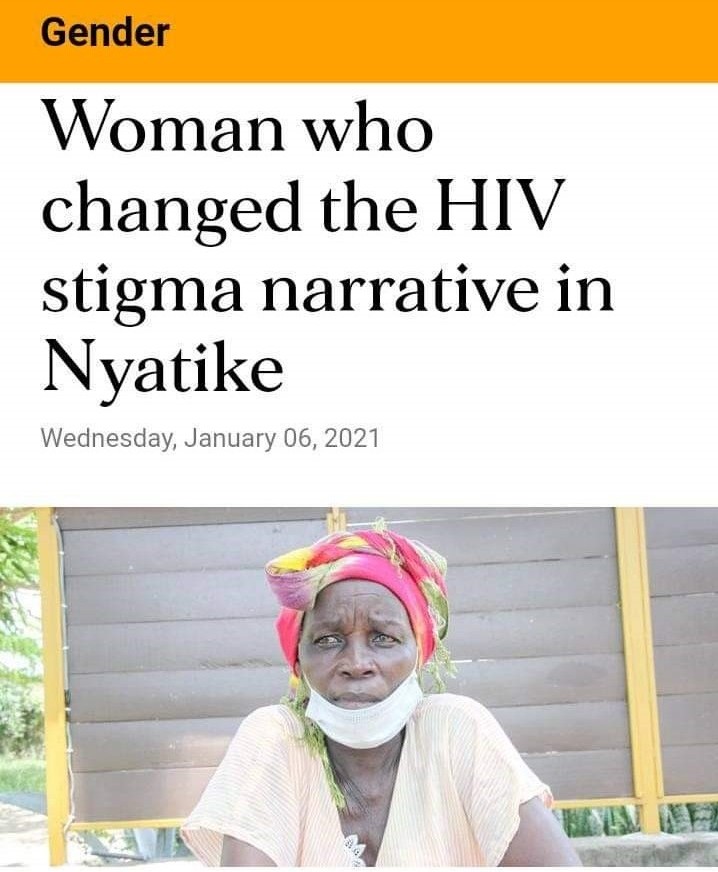 Gender
Woman who
changed the HIV
stigma narrative in
Nyatike
Wednesday, January 06, 2021